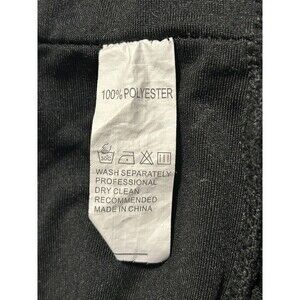 100% POLYESTER
WASH SEPARATELY
PROFESSIONAL
DRY CLEAN
RECOMMENDED
MADE IN CHINA